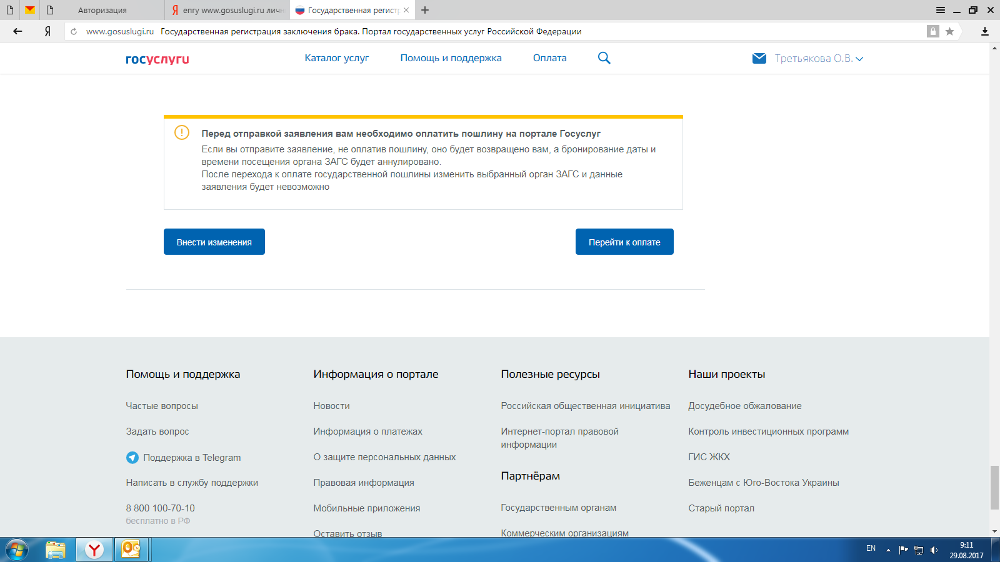 Авторизация
Я епгу www.gosuslugi.ru личн
Государственная регистр
Я
www.gosuslugi.ru Государственная регистрация заключения брака. Портал государственных услуг Российской Федерации
госуслуги
Каталог услуг
Помощь и поддержка
Оплата
Третьякова О.В.
Перед отправкой заявления вам необходимо оплатить пошлину на портале Госуслуг
Если вы отправите заявление, не оплатив пошлину, оно будет возвращено вам, а бронирование даты и
времени посещения органа ЗАГС будет аннулировано.
После перехода к оплате государственной пошлины изменить выбранный орган ЗАГС и данные
заявления будет невозможно
Внести изменения
Перейти к оплате
Помощь и поддержка
Частые вопросы
Задать вопрос
Поддержка в Telegram
Написать в службу поддержки
8 800 100-70-10
бесплатно в РФ
Информация о портале
Новости
Информация о платежах
О защите персональных данных
Правовая информация
Мобильные приложения
Оставить отзыв
Полезные ресурсы
Российская общественная инициатива
Интернет-портал правовой
информации
Партнёрам
Государственным органам
Коммерческим организациям
Наши проекты
Досудебное обжалование
Контроль инвестиционных программ
ГИС ЖКХ
Беженцам с Юго-Востока Украины
Старый портал
EN
9:11
29.08.2017